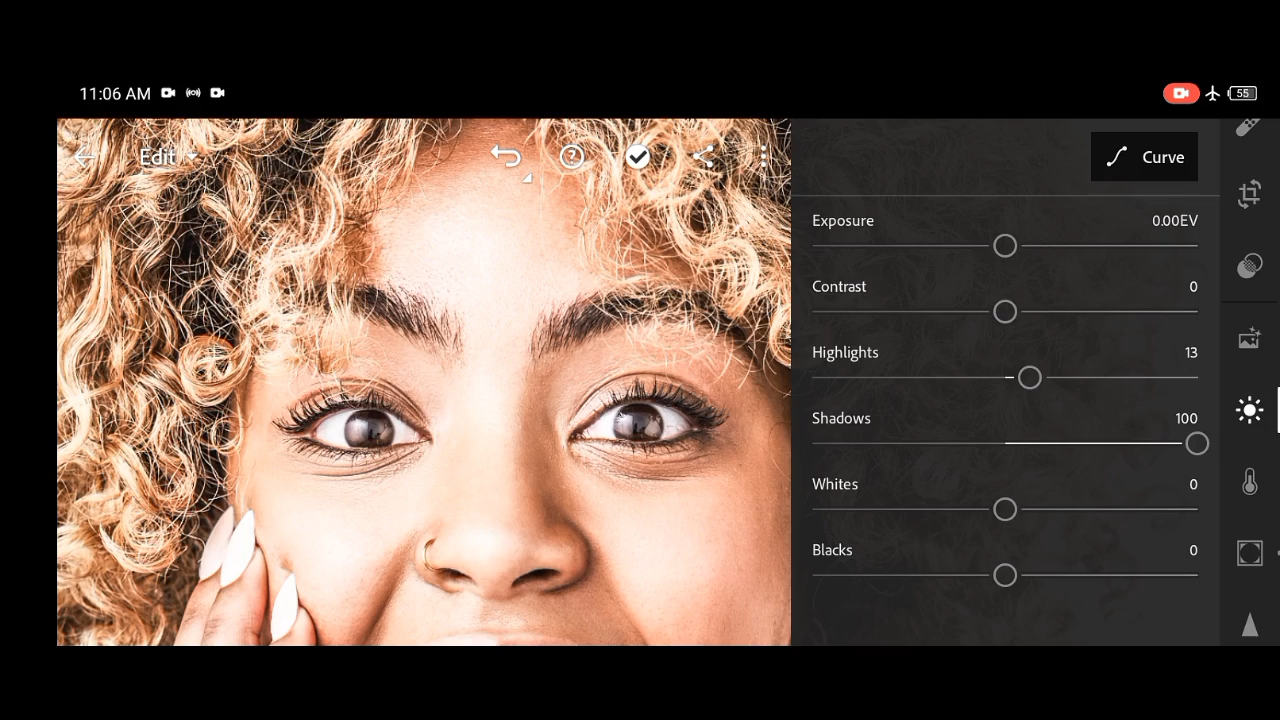 11:06 AM
55
Edit
Curve
Exposure 0.00EV
Contrast 0
Highlights 13
Shadows 100
Whites 0
Blacks 0